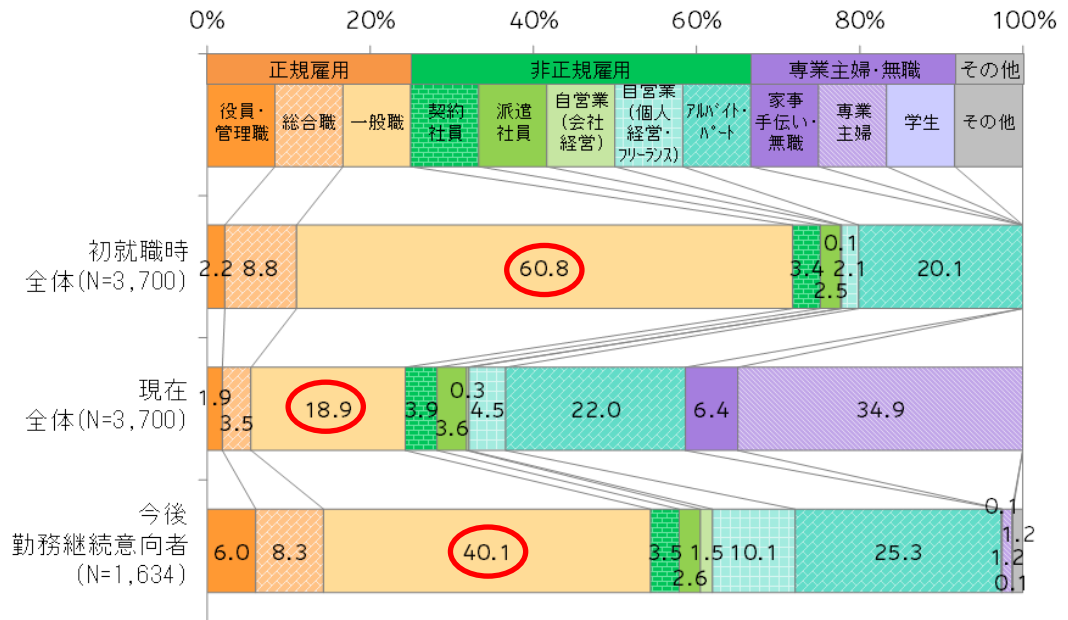 0% 20% 40% 60% 80% 100%
正規雇用 非正規雇用 専業主婦・無職 その他
役員・
管理職
総合職
一般職
契約
社員
派遣
社員
自営業
(会社
経営)
自営業
(個人
経営・
フリーランス)
アルバイト・
パート
家事
手伝い・
無職
専業
主婦
学生
その他
初就職時
全体(N=3,700)
2.2 8.8 60.8 3.4 2.5 0.1 2.1 20.1
現在
全体(N=3,700)
1.9 3.5 18.9 3.9 3.6 0.3 4.5 22.0 6.4 34.9
今後
勤務継続意向者
(N=1,634)
6.0 8.3 40.1 3.5 2.6 1.5 10.1 25.3 0.1 1.2 0.1 1.2